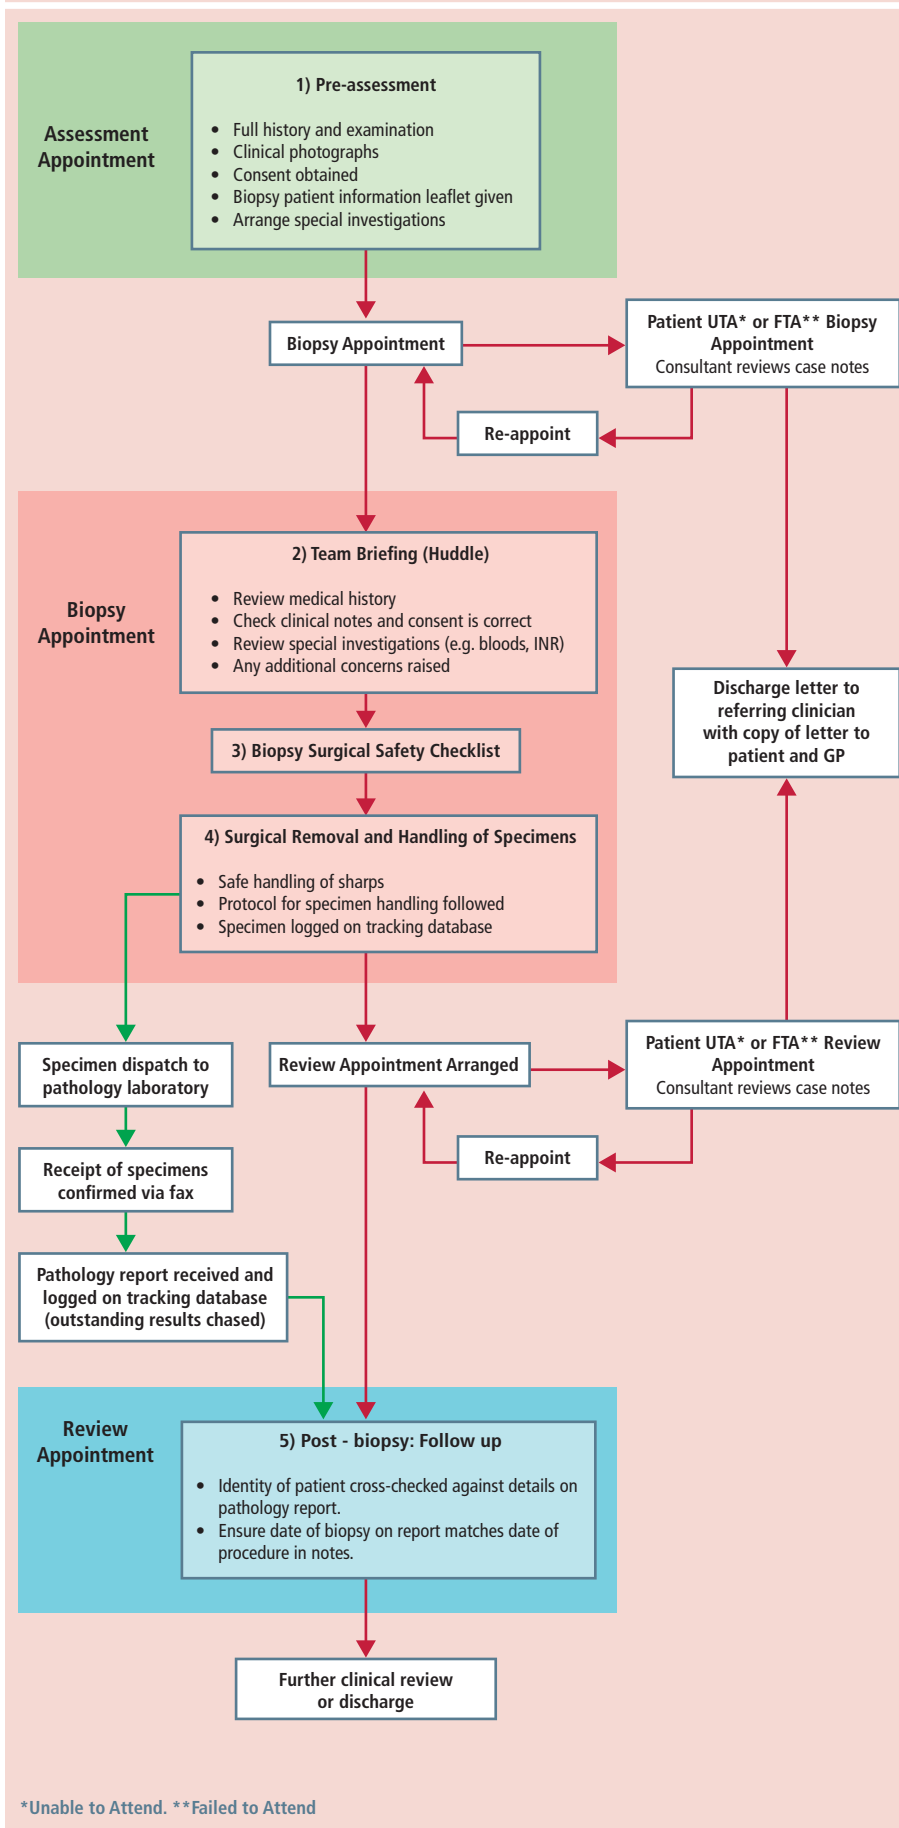 Assessment
Appointment
1) Pre-assessment
• Full history and examination
• Clinical photographs
• Consent obtained
• Biopsy patient information leaflet given
• Arrange special investigations
Biopsy Appointment
Patient UTA* or FTA** Biopsy
Appointment
Consultant reviews case notes
Re-appoint
Biopsy
Appointment
2) Team Briefing (Huddle)
• Review medical history
• Check clinical notes and consent is correct
• Review special investigations (e.g. bloods, INR)
• Any additional concerns raised
3) Biopsy Surgical Safety Checklist
4) Surgical Removal and Handling of Specimens
• Safe handling of sharps
• Protocol for specimen handling followed
• Specimen logged on tracking database
Discharge letter to
referring clinician
with copy of letter to
patient and GP
Specimen dispatch to
pathology laboratory
Review Appointment Arranged
Patient UTA* or FTA** Review
Appointment
Consultant reviews case notes
Re-appoint
Receipt of specimens
confirmed via fax
Pathology report received and
logged on tracking database
(outstanding results chased)
Review
Appointment
5) Post - biopsy: Follow up
• Identity of patient cross-checked against details on
pathology report.
• Ensure date of biopsy on report matches date of
procedure in notes.
Further clinical review
or discharge
*Unable to Attend. **Failed to Attend